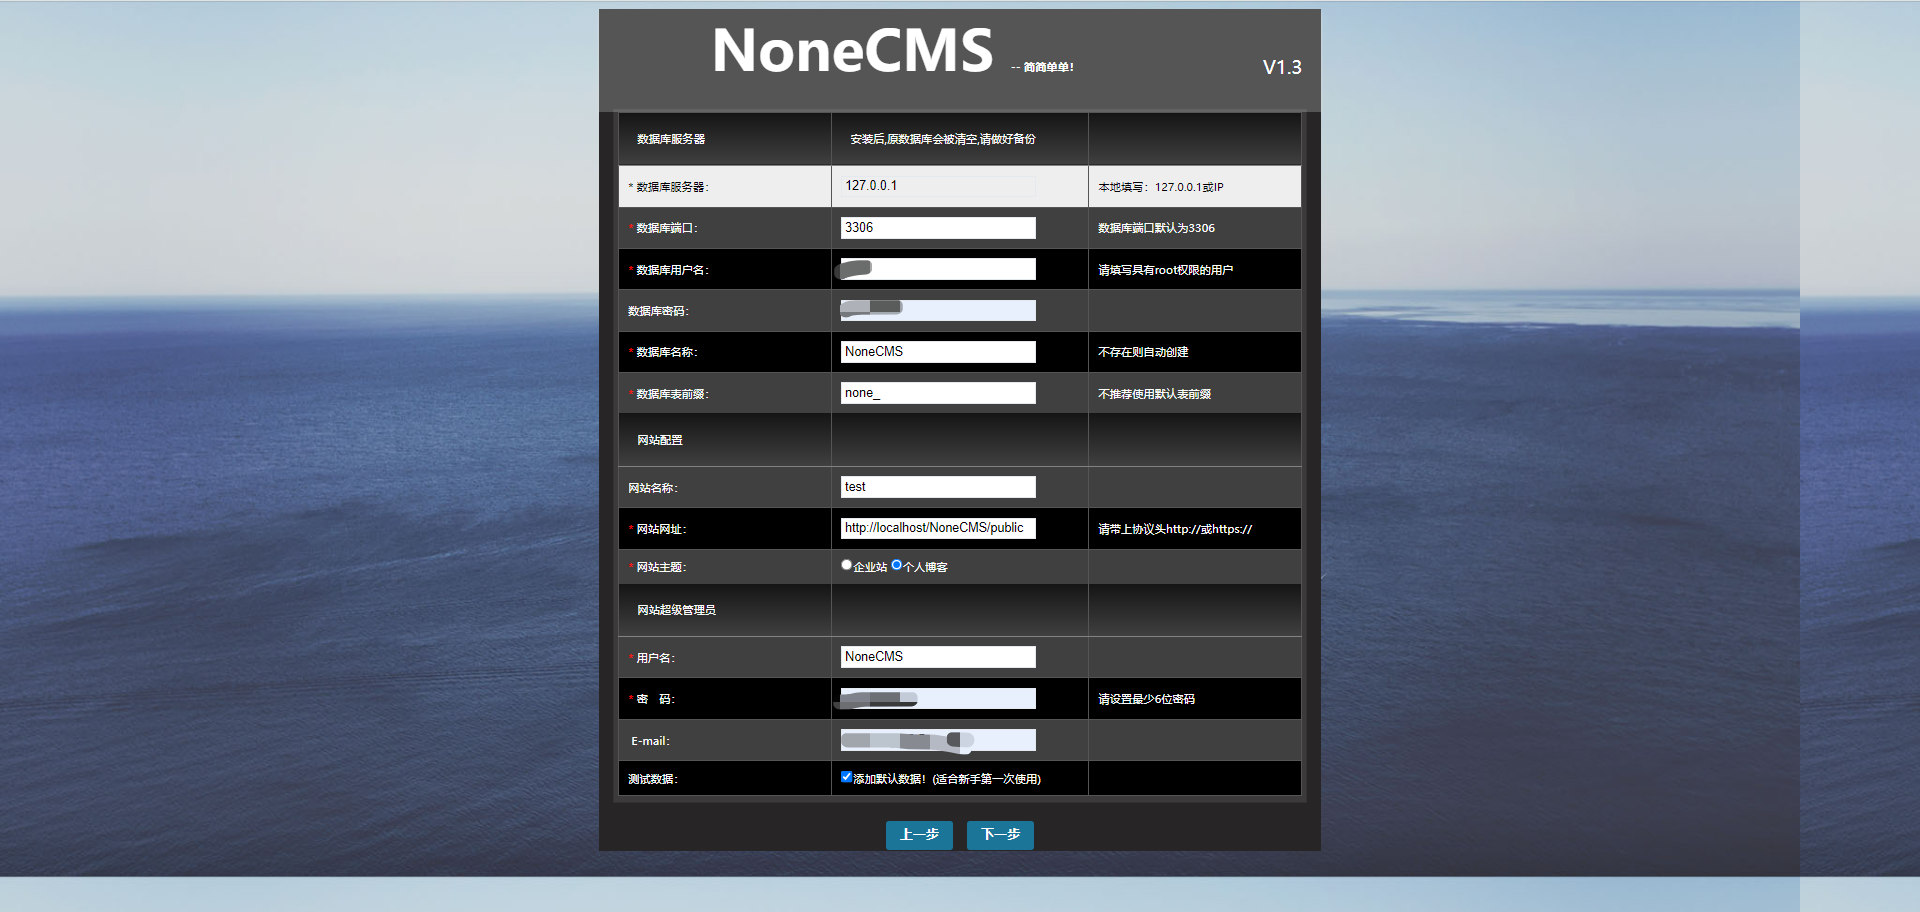 NoneCMS -- 简简单单! V1.3
数据库服务器 安装后,原数据库会被清空,请做好备份
* 数据库服务器: 127.0.0.1 本地填写：127.0.0.1或IP
* 数据库端口: 3306 数据库端口默认为3306
* 数据库用户名: 请填写具有root权限的用户
数据库密码:
* 数据库名称: NoneCMS 不存在则自动创建
* 数据库表前缀: none_ 不推荐使用默认表前缀
网站配置
网站名称: test
* 网站网址: http://localhost/NoneCMS/public 请带上协议头http://或https://
* 网站主题: 企业站 个人博客
网站超级管理员
* 用户名: NoneCMS
* 密 码: 请设置最少6位密码
E-mail:
测试数据: 添加默认数据！(适合新手第一次使用)
上一步 下一步